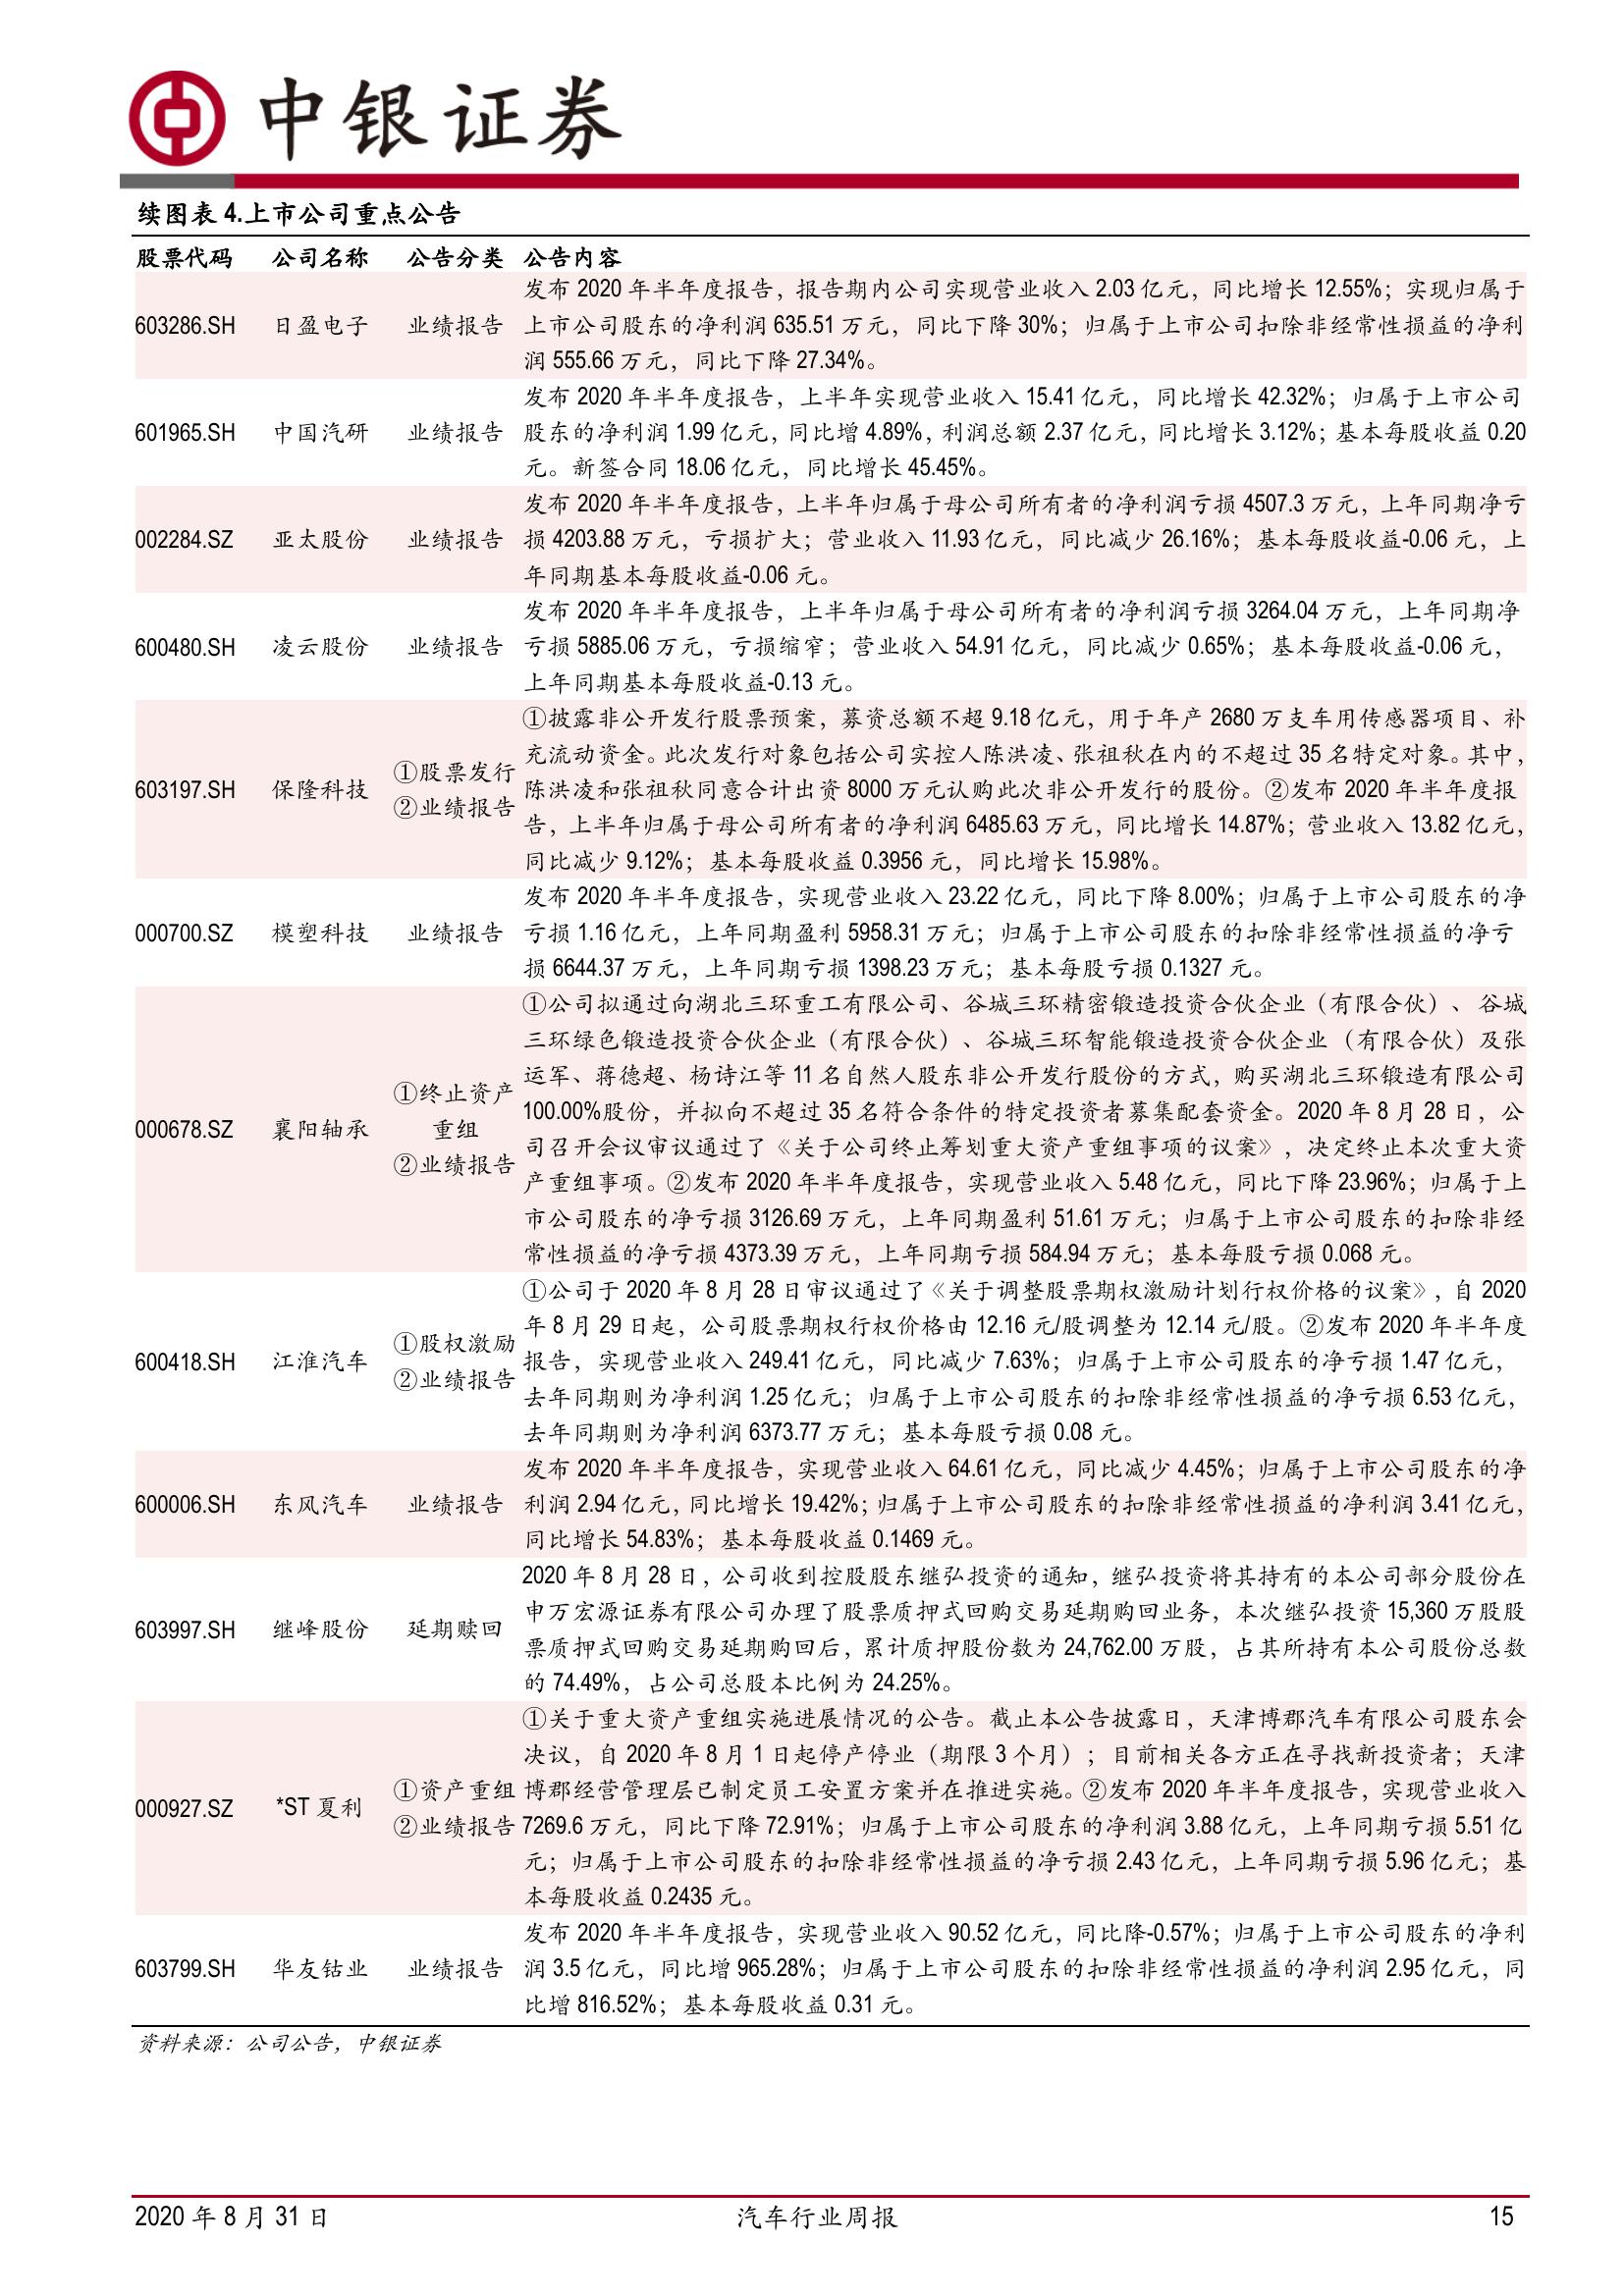 中银证券
续图表 4.上市公司重点公告
股票代码 公司名称 公告分类 公告内容
发布 2020 年半年度报告，报告期内公司实现营业收入 2.03 亿元，同比增长 12.55%；实现归属于
603286.SH 日盈电子 业绩报告 上市公司股东的净利润 635.51 万元，同比下降 30%；归属于上市公司扣除非经常性损益的净利
润 555.66 万元，同比下降 27.34%。
发布 2020 年半年度报告，上半年实现营业收入 15.41 亿元，同比增长 42.32%；归属于上市公司
601965.SH 中国汽研 业绩报告 股东的净利润 1.99 亿元，同比增 4.89%，利润总额 2.37 亿元，同比增长 3.12%；基本每股收益 0.20
元。新签合同 18.06 亿元，同比增长 45.45%。
发布 2020 年半年度报告，上半年归属于母公司所有者的净利润亏损 4507.3 万元，上年同期净亏
002284.SZ 亚太股份 业绩报告 损 4203.88 万元，亏损扩大；营业收入 11.93 亿元，同比减少 26.16%；基本每股收益-0.06 元，上
年同期基本每股收益-0.06 元。
发布 2020 年半年度报告，上半年归属于母公司所有者的净利润亏损 3264.04 万元，上年同期净
600480.SH 凌云股份 业绩报告 亏损 5885.06 万元，亏损缩窄；营业收入 54.91 亿元，同比减少 0.65%；基本每股收益-0.06 元，
上年同期基本每股收益-0.13 元。
①披露非公开发行股票预案，募资总额不超 9.18 亿元，用于年产 2680 万支车用传感器项目、补
充流动资金。此次发行对象包括公司实控人陈洪凌、张祖秋在内的不超过 35 名特定对象。其中，
603197.SH 保隆科技 ①股票发行 ②业绩报告 陈洪凌和张祖秋同意合计出资 8000 万元认购此次非公开发行的股份。②发布 2020 年半年度报
告，上半年归属于母公司所有者的净利润 6485.63 万元，同比增长 14.87%；营业收入 13.82 亿元，
同比减少 9.12%；基本每股收益 0.3956 元，同比增长 15.98%。
发布 2020 年半年度报告，实现营业收入 23.22 亿元，同比下降 8.00%；归属于上市公司股东的净
000700.SZ 模塑科技 业绩报告 亏损 1.16 亿元，上年同期盈利 5958.31 万元；归属于上市公司股东的扣除非经常性损益的净亏
损 6644.37 万元，上年同期亏损 1398.23 万元；基本每股亏损 0.1327 元。
①公司拟通过向湖北三环重工有限公司、谷城三环精密锻造投资合伙企业（有限合伙）、谷城
三环绿色锻造投资合伙企业（有限合伙）、谷城三环智能锻造投资合伙企业（有限合伙）及张
运军、蒋德超、杨诗江等 11 名自然人股东非公开发行股份的方式，购买湖北三环锻造有限公司
①终止资产 100.00%股份，并拟向不超过 35 名符合条件的特定投资者募集配套资金。2020 年 8 月 28 日，公
000678.SZ 襄阳轴承 重组 司召开会议审议通过了《关于公司终止筹划重大资产重组事项的议案》，决定终止本次重大资
②业绩报告 产重组事项。②发布 2020 年半年度报告，实现营业收入 5.48 亿元，同比下降 23.96%；归属于上
市公司股东的净亏损 3126.69 万元，上年同期盈利 51.61 万元；归属于上市公司股东的扣除非经
常性损益的净亏损 4373.39 万元，上年同期亏损 584.94 万元；基本每股亏损 0.068 元。
①公司于 2020 年 8 月 28 日审议通过了《关于调整股票期权激励计划行权价格的议案》，自 2020
年 8 月 29 日起，公司股票期权行权价格由 12.16 元/股调整为 12.14 元/股。②发布 2020 年半年度
600418.SH 江淮汽车 ①股权激励 ②业绩报告 报告，实现营业收入 249.41 亿元，同比减少 7.63%；归属于上市公司股东的净亏损 1.47 亿元，
去年同期则为净利润 1.25 亿元；归属于上市公司股东的扣除非经常性损益的净亏损 6.53 亿元，
去年同期则为净利润 6373.77 万元；基本每股亏损 0.08 元。
发布 2020 年半年度报告，实现营业收入 64.61 亿元，同比减少 4.45%；归属于上市公司股东的净
600006.SH 东风汽车 业绩报告 利润 2.94 亿元，同比增长 19.42%；归属于上市公司股东的扣除非经常性损益的净利润 3.41 亿元，
同比增长 54.83%；基本每股收益 0.1469 元。
2020 年 8 月 28 日，公司收到控股股东继弘投资的通知，继弘投资将其持有的本公司部分股份在
603997.SH 继峰股份 延期赎回 申万宏源证券有限公司办理了股票质押式回购交易延期购回业务，本次继弘投资 15,360 万股股
票质押式回购交易延期购回后，累计质押股份数为 24,762.00 万股，占其所持有本公司股份总数
的 74.49%，占公司总股本比例为 24.25%。
①关于重大资产重组实施进展情况的公告。截止本公告披露日，天津博郡汽车有限公司股东会
决议，自 2020 年 8 月 1 日起停产停业（期限 3 个月）；目前相关各方正在寻找新投资者；天津
①资产重组 博郡经营管理层已制定员工安置方案并在推进实施。②发布 2020 年半年度报告，实现营业收入
000927.SZ *ST 夏利 ②业绩报告 7269.6 万元，同比下降 72.91%；归属于上市公司股东的净利润 3.88 亿元，上年同期亏损 5.51 亿
元；归属于上市公司股东的扣除非经常性损益的净亏损 2.43 亿元，上年同期亏损 5.96 亿元；基
本每股收益 0.2435 元。
发布 2020 年半年度报告，实现营业收入 90.52 亿元，同比降-0.57%；归属于上市公司股东的净利
603799.SH 华友钴业 业绩报告 润 3.5 亿元，同比增 965.28%；归属于上市公司股东的扣除非经常性损益的净利润 2.95 亿元，同
比增 816.52%；基本每股收益 0.31 元。
资料来源：公司公告，中银证券
2020 年 8 月 31 日 汽车行业周报 15